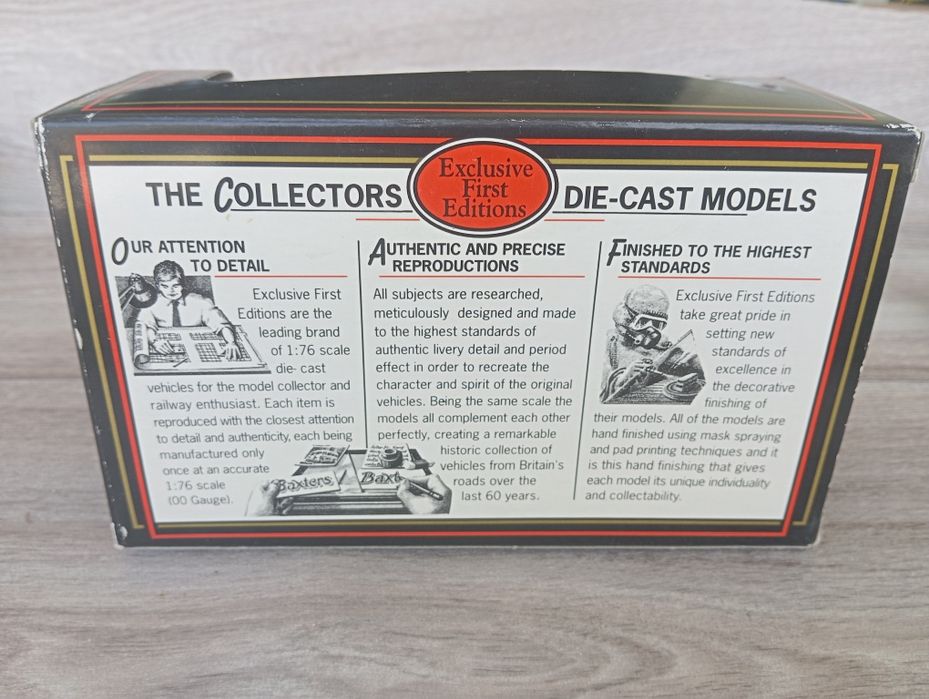 THE COLLECTORS
Exclusive
First
Editions
DIE-CAST MODELS
OUR ATTENTION
TO DETAIL
Exclusive First
Editions are the
leading brand
of 1:76 scale
die- cast
vehicles for the model collector and
railway enthusiast. Each item is
reproduced with the closest attention
to detail and authenticity, each being
manufactured only
once at an accurate
1:76 scale
(00 Gauge).
Baxters
Baxt
AUTHENTIC AND PRECISE
REPRODUCTIONS
All subjects are researched,
meticulously designed and made
to the highest standards of
authentic livery detail and period
effect in order to recreate the
character and spirit of the original
vehicles. Being the same scale the
models all complement each other
perfectly, creating a remarkable
historic collection of
vehicles from Britain's
roads over the
last 60 years.
FINISHED TO THE HIGHEST
STANDARDS
Exclusive First Editions
take great pride in
setting new
standards of
excellence in
the decorative
finishing of
their models. All of the models are
hand finished using mask spraying
and pad printing techniques and it
is this hand finishing that gives
each model its unique individuality
and collectability.